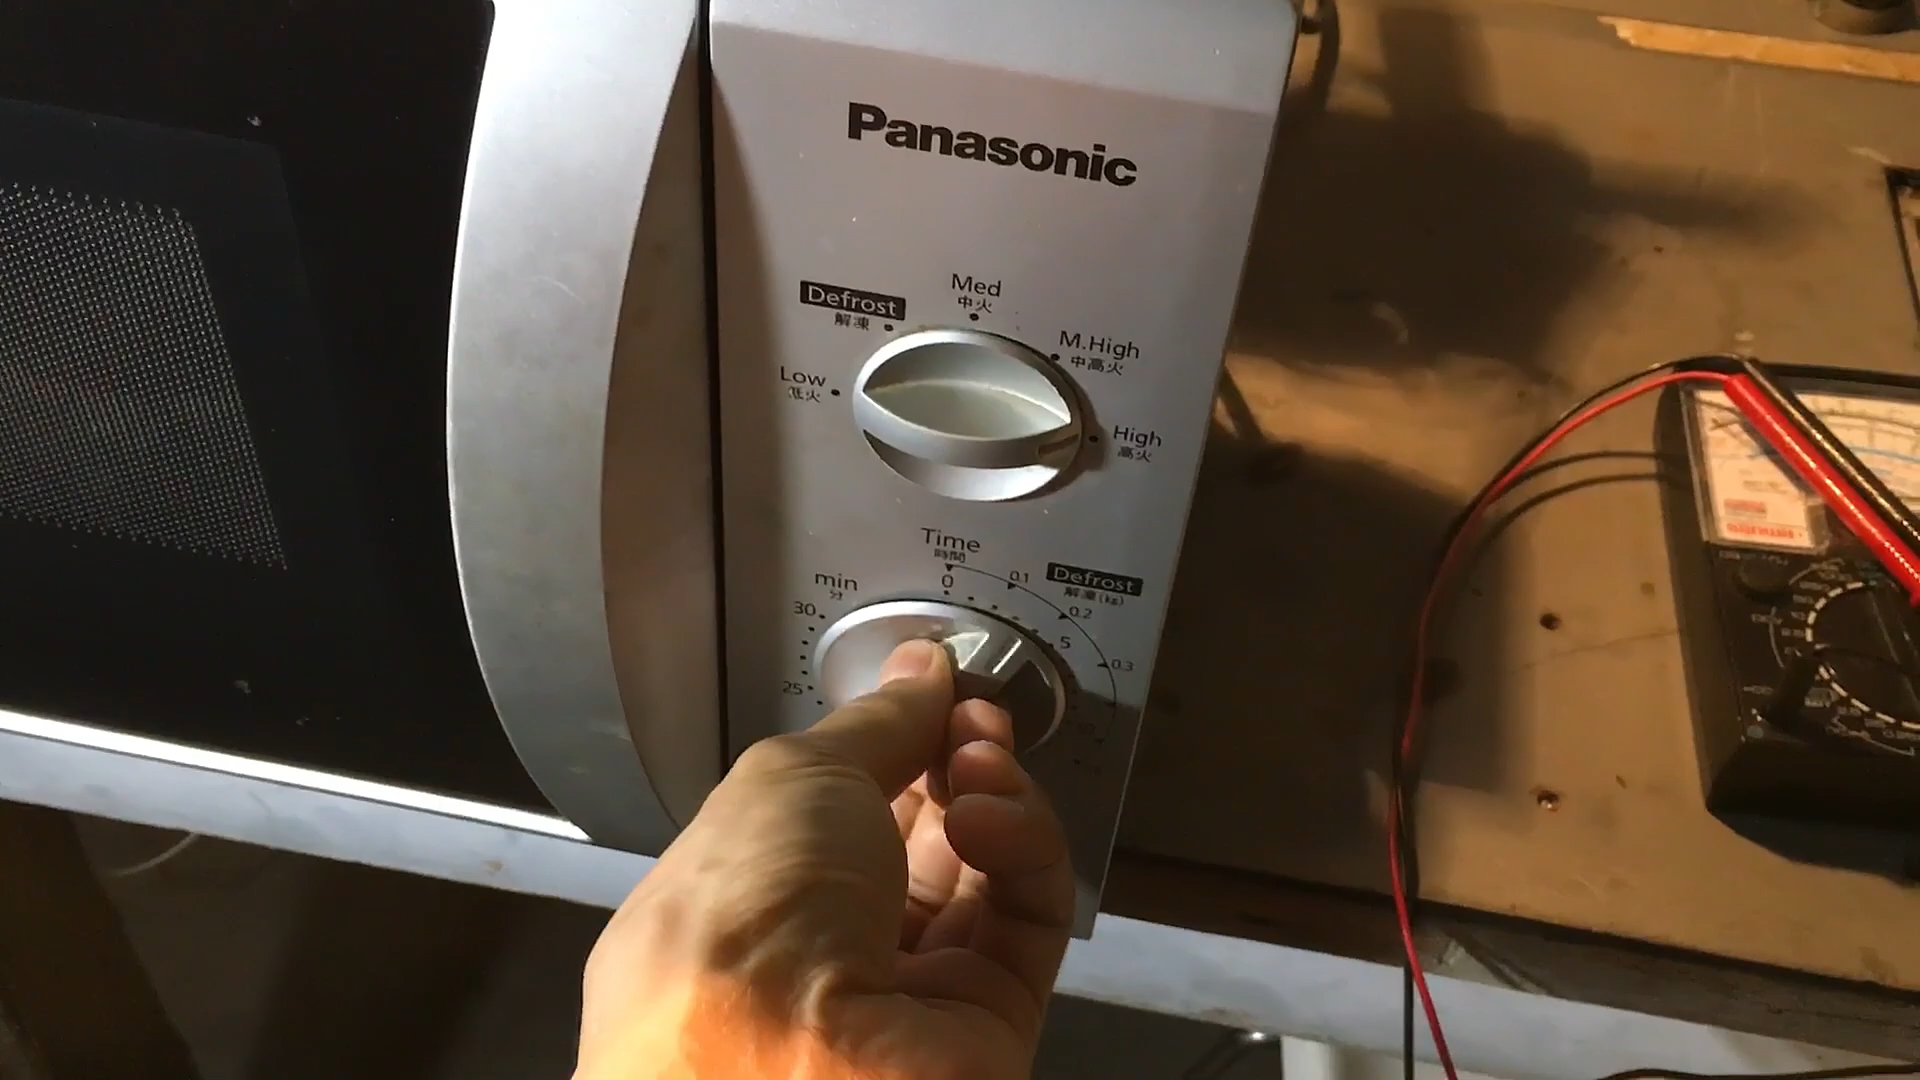 Panasonic
Med
中火
Defrost
解凍
M.High
中高火
Low
低火
High
高火
Time
時間
min
分
0
0.1
Defrost
解凍(kg)
0.2
30
5
0.3
25